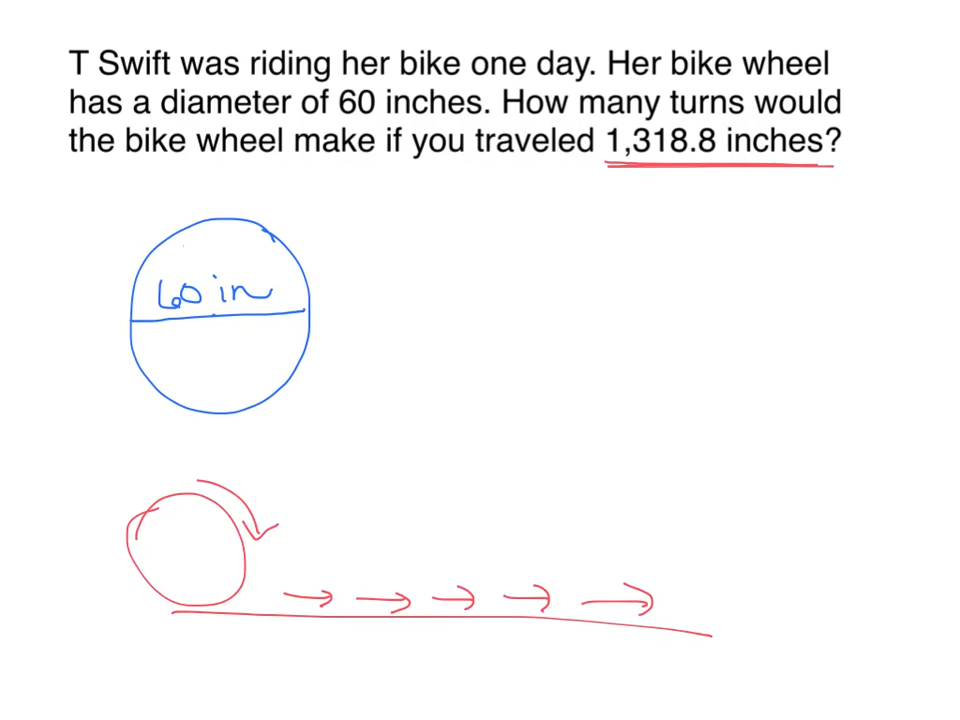 T Swift was riding her bike one day. Her bike wheel
has a diameter of 60 inches. How many turns would
the bike wheel make if you traveled 1,318.8 inches?
60 in